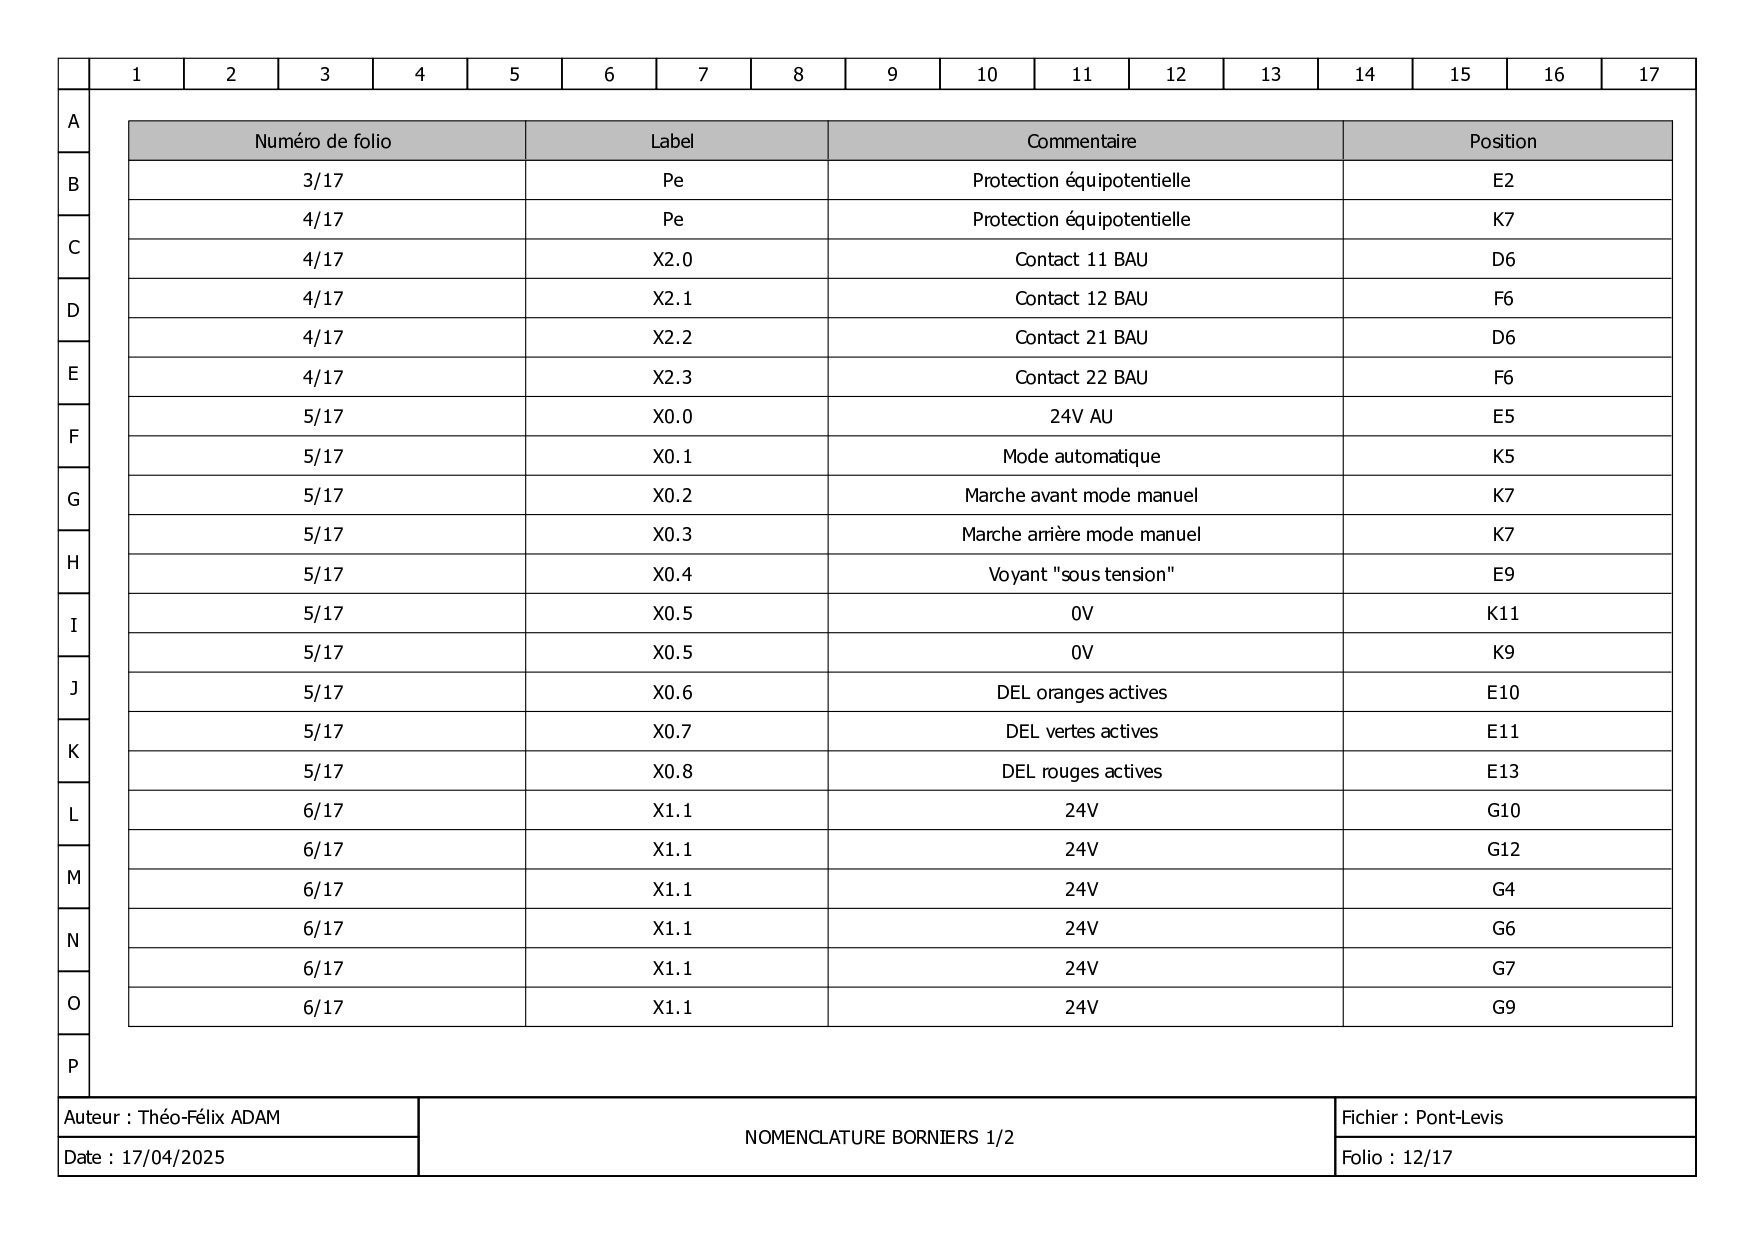 1 2 3 4 5 6 7 8 9 10 11 12 13 14 15 16 17
A
B
C
D
E
F
G
H
I
J
K
L
M
N
O
P
Numéro de folio Label Commentaire Position
3/17 Pe Protection équipotentielle E2
4/17 Pe Protection équipotentielle K7
4/17 X2.0 Contact 11 BAU D6
4/17 X2.1 Contact 12 BAU F6
4/17 X2.2 Contact 21 BAU D6
4/17 X2.3 Contact 22 BAU F6
5/17 X0.0 24V AU E5
5/17 X0.1 Mode automatique K5
5/17 X0.2 Marche avant mode manuel K7
5/17 X0.3 Marche arrière mode manuel K7
5/17 X0.4 Voyant "sous tension" E9
5/17 X0.5 0V K11
5/17 X0.5 0V K9
5/17 X0.6 DEL oranges actives E10
5/17 X0.7 DEL vertes actives E11
5/17 X0.8 DEL rouges actives E13
6/17 X1.1 24V G10
6/17 X1.1 24V G12
6/17 X1.1 24V G4
6/17 X1.1 24V G6
6/17 X1.1 24V G7
6/17 X1.1 24V G9
Auteur : Théo-Félix ADAM
Date : 17/04/2025
NOMENCLATURE BORNIERS 1/2
Fichier : Pont-Levis
Folio : 12/17